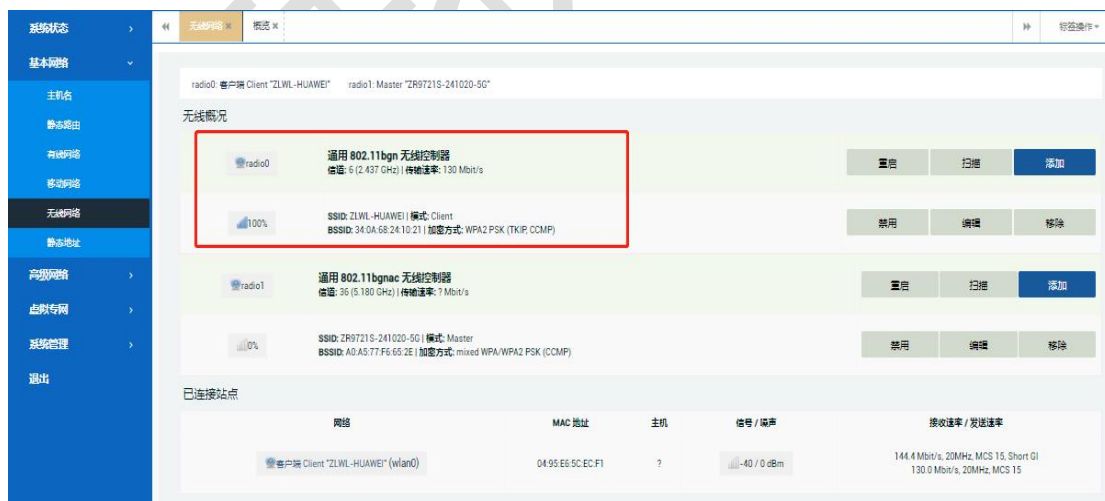 系统状态
基本网络
主机名
静态路由
有线网络
移动网络
无线网络
静态地址
高级网络
虚拟专网
系统管理
退出
无线网络 概览 标签操作
radio0: 客户端 Client "ZLWL-HUAWEI" radio1: Master "ZR9721S-241020-5G"
无线概况
radio0 通用 802.11bgn 无线控制器 重启 扫描 添加
信道: 6 (2.437 GHz) | 传输速率: 130 Mbit/s
100% SSID: ZLWL-HUAWEI | 模式: Client 禁用 编辑 移除
BSSID: 34:0A:68:24:10:21 | 加密方式: WPA2 PSK (TKIP, CCMP)
radio1 通用 802.11bgnac 无线控制器 重启 扫描 添加
信道: 36 (5.180 GHz) | 传输速率: ? Mbit/s
0% SSID: ZR9721S-241020-5G | 模式: Master 禁用 编辑 移除
BSSID: A0:A5:77:F6:65:2E | 加密方式: mixed WPA/WPA2 PSK (CCMP)
已连接站点
网络 MAC 地址 主机 信号 / 噪声 接收速率 / 发送速率
客户端 Client "ZLWL-HUAWEI" (wlan0) 04:95:E6:5C:EC:F1 ? -40 / 0 dBm 144.4 Mbit/s, 20MHz, MCS 15, Short GI
130.0 Mbit/s, 20MHz, MCS 15